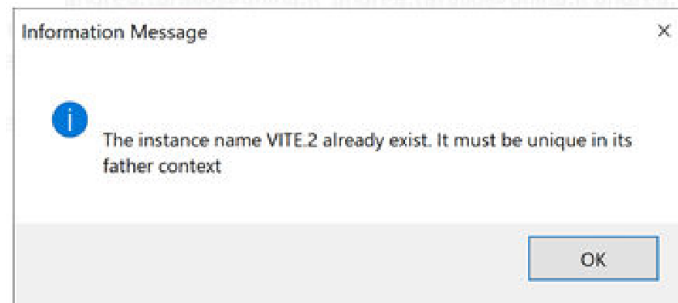 Information Message
The instance name VITE.2 already exist. It must be unique in its
father context
OK